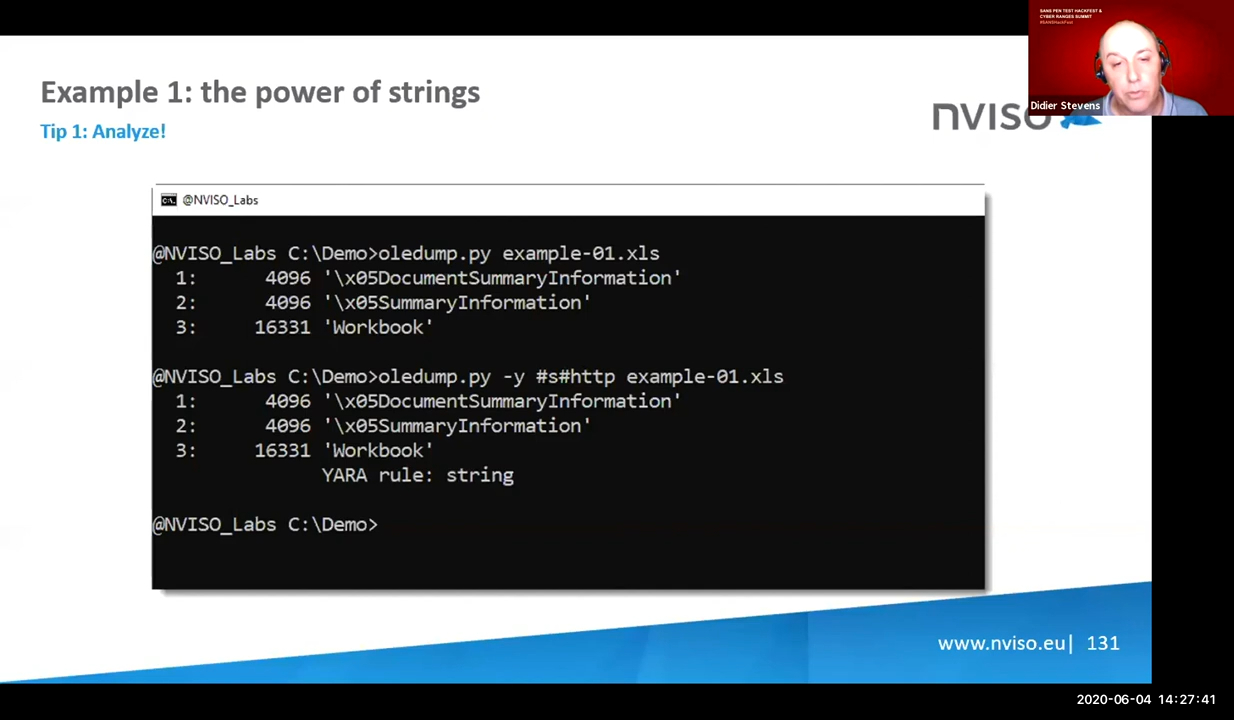 SANS PEN TEST HACKFEST &
CYBER RANGES SUMMIT
#SANSHackFest
Didier Stevens
Example 1: the power of strings
Tip 1: Analyze!
nviso
@NVISO_Labs
@NVISO_Labs C:\Demo>oledump.py example-01.xls
1: 4096 '\x05DocumentSummaryInformation'
2: 4096 '\x05SummaryInformation'
3: 16331 'Workbook'
@NVISO_Labs C:\Demo>oledump.py -y #s#http example-01.xls
1: 4096 '\x05DocumentSummaryInformation'
2: 4096 '\x05SummaryInformation'
3: 16331 'Workbook'
YARA rule: string
@NVISO_Labs C:\Demo>
www.nviso.eu| 131
2020-06-04 14:27:41